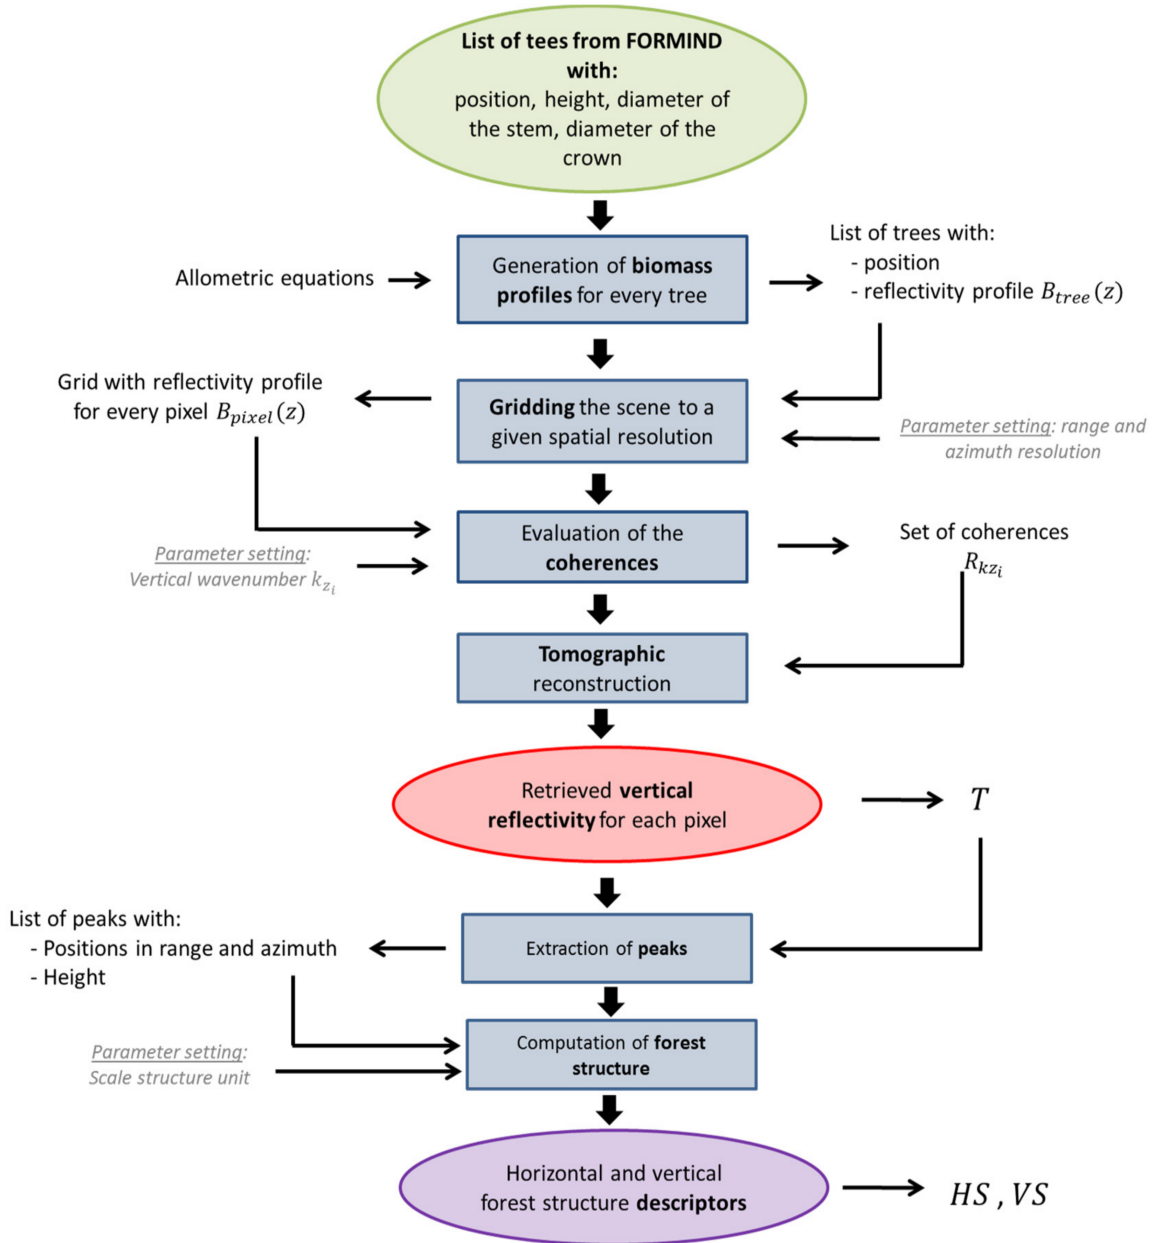 List of tees from FORMIND
with:
position, height, diameter of
the stem, diameter of the
crown
Allometric equations
Generation of biomass
profiles for every tree
List of trees with:
- position
- reflectivity profile B_tree(z)
Grid with reflectivity profile
for every pixel B_pixel(z)
Gridding the scene to a
given spatial resolution
Parameter setting: range and
azimuth resolution
Parameter setting:
Vertical wavenumber k_{z_i}
Evaluation of the
coherences
Set of coherences
R_{kz_i}
Tomographic
reconstruction
Retrieved vertical
reflectivity for each pixel
T
List of peaks with:
- Positions in range and azimuth
- Height
Extraction of peaks
Parameter setting:
Scale structure unit
Computation of forest
structure
Horizontal and vertical
forest structure descriptors
HS , VS